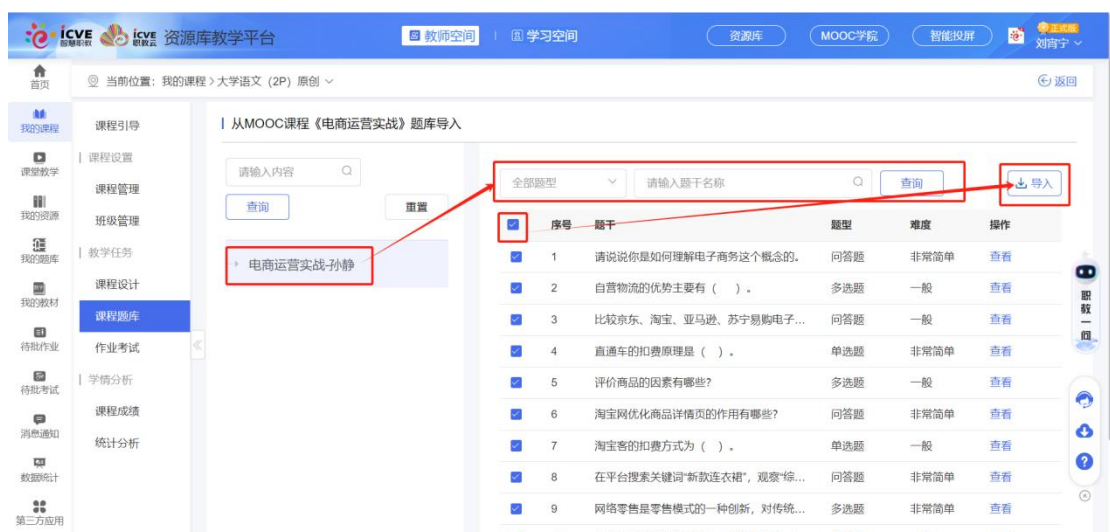 icve 智慧职教 icve 职教云 资源库教学平台 教师空间 学习空间 资源库 MOOC学院 智能投屏 正式版 刘宥宁
首页
当前位置：我的课程 > 大学语文（2P）原创 返回
我的课程
课堂教学
我的资源
我的题库
我的教材
待批作业
待批考试
消息通知
数据统计
第三方应用
课程引导
课程设置
课程管理
班级管理
教学任务
课程设计
课程题库
作业考试
学情分析
课程成绩
统计分析
从MOOC课程《电商运营实战》题库导入
请输入内容
查询 重置
电商运营实战-孙静
全部题型 请输入题干名称 查询 导入
序号 题干 题型 难度 操作
1 请说说你是如何理解电子商务这个概念的。 问答题 非常简单 查看
2 自营物流的优势主要有（ ）。 多选题 一般 查看
3 比较京东、淘宝、亚马逊、苏宁易购电子... 问答题 一般 查看
4 直通车的扣费原理是（ ）. 单选题 非常简单 查看
5 评价商品的因素有哪些? 多选题 一般 查看
6 淘宝网优化商品详情页的作用有哪些? 问答题 非常简单 查看
7 淘宝客的扣费方式为（ ）. 单选题 一般 查看
8 在平台搜索关键词“新款连衣裙”，观察“综... 问答题 非常简单 查看
9 网络零售是零售模式的一种创新，对传统... 多选题 非常简单 查看
职教一问